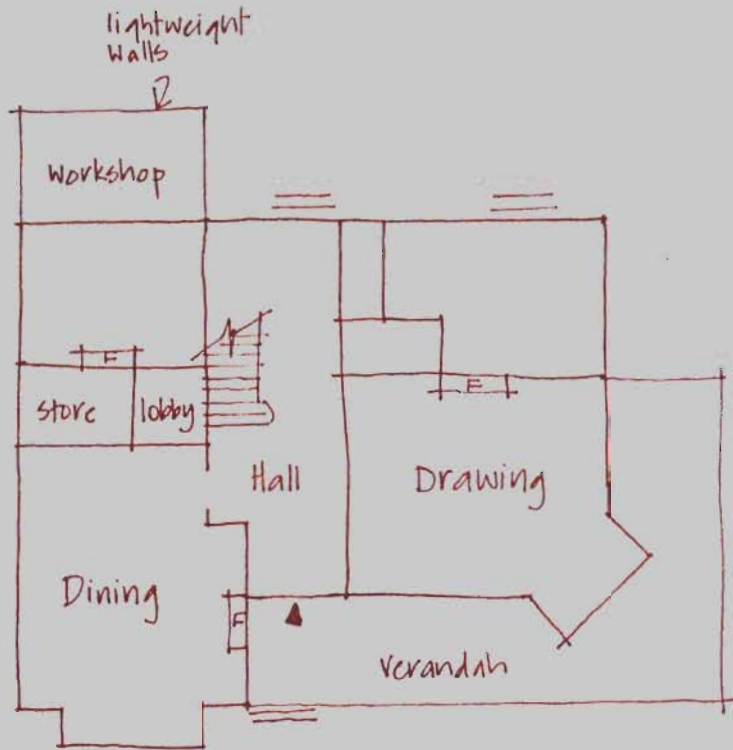 lightweight
walls
workshop
F
store
lobby
Hall
Drawing
F
Dining
F
verandah